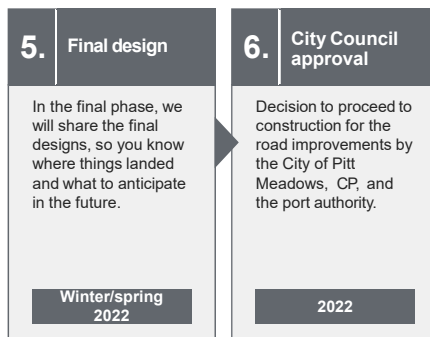 5.
Final design
In the final phase, we
will share the final
designs, so you know
where things landed
and what to anticipate
in the future.
Winter/spring
2022
6.
City Council
approval
Decision to proceed to
construction for the
road improvements by
the City of Pitt
Meadows, CP, and
the port authority.
2022